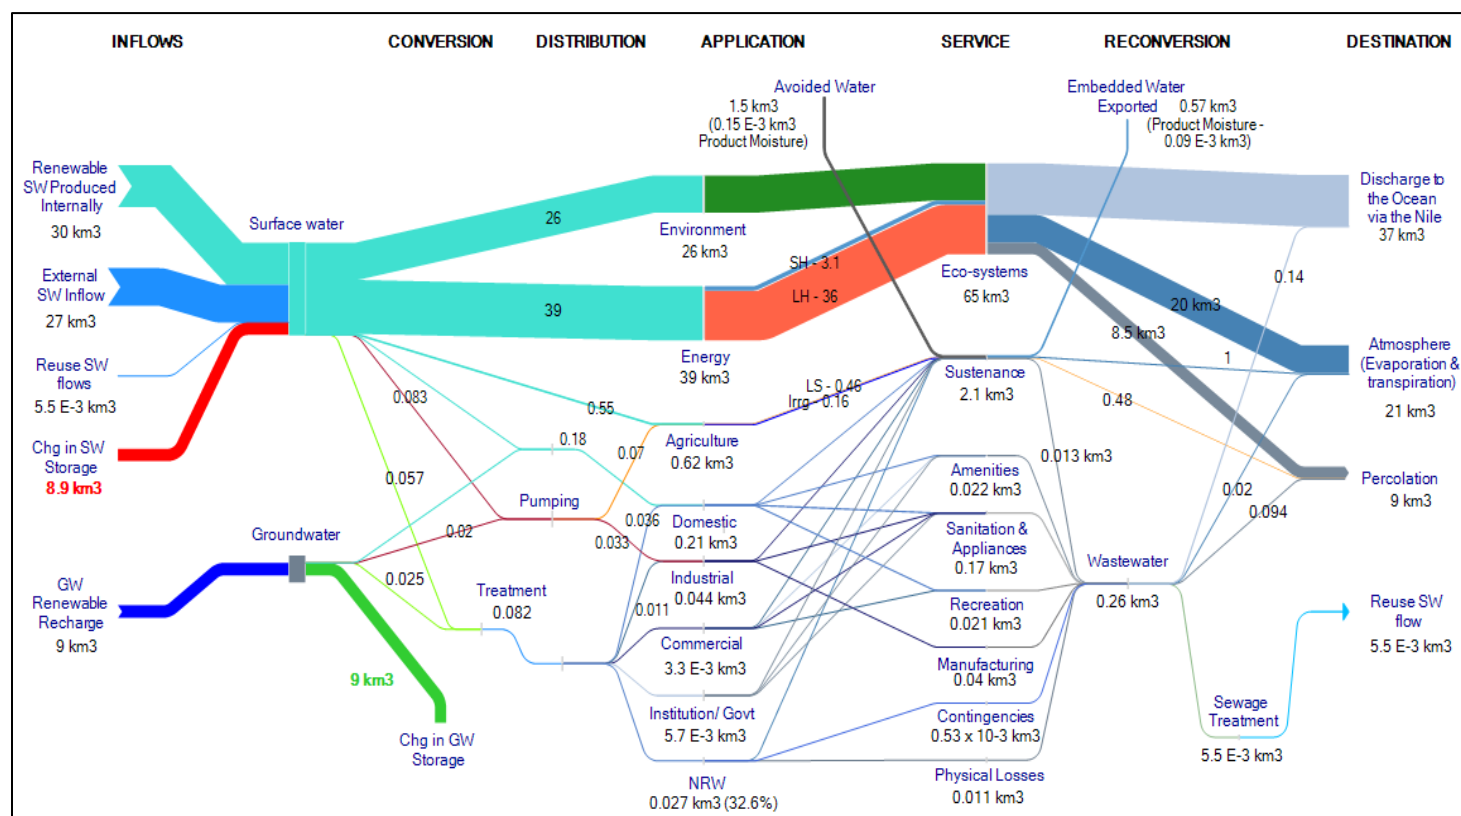 INFLOWS
CONVERSION
DISTRIBUTION
APPLICATION
SERVICE
RECONVERSION
DESTINATION
Avoided Water
1.5 km3
(0.15 E-3 km3
Product Moisture)
Embedded Water
Exported
0.57 km3
(Product Moisture -
0.09 E-3 km3)
Renewable
SW Produced
Internally
30 km3
Surface water
External
SW Inflow
27 km3
Reuse SW
flows
5.5 E-3 km3
Chg in SW
Storage
8.9 km3
Groundwater
GW
Renewable
Recharge
9 km3
9 km3
Chg in GW
Storage
26
39
0.083
0.55
0.18
0.07
0.057
0.02
0.025
Pumping
0.036
0.033
Treatment
0.082
0.011
Environment
26 km3
SH - 3.1
LH - 36
Energy
39 km3
LS - 0.46
Irrg - 0.16
Agriculture
0.62 km3
Domestic
0.21 km3
Industrial
0.044 km3
Commercial
3.3 E-3 km3
Institution/ Govt
5.7 E-3 km3
NRW
0.027 km3 (32.6%)
Eco-systems
65 km3
Sustenance
2.1 km3
Amenities
0.022 km3
Sanitation &
Appliances
0.17 km3
Recreation
0.021 km3
Manufacturing
0.04 km3
Contingencies
0.53 x 10-3 km3
Physical Losses
0.011 km3
0.14
20 km3
8.5 km3
1
0.48
0.013 km3
0.02
0.094
Wastewater
0.26 km3
Sewage
Treatment
5.5 E-3 km3
Discharge to
the Ocean
via the Nile
37 km3
Atmosphere
(Evaporation &
transpiration)
21 km3
Percolation
9 km3
Reuse SW
flow
5.5 E-3 km3